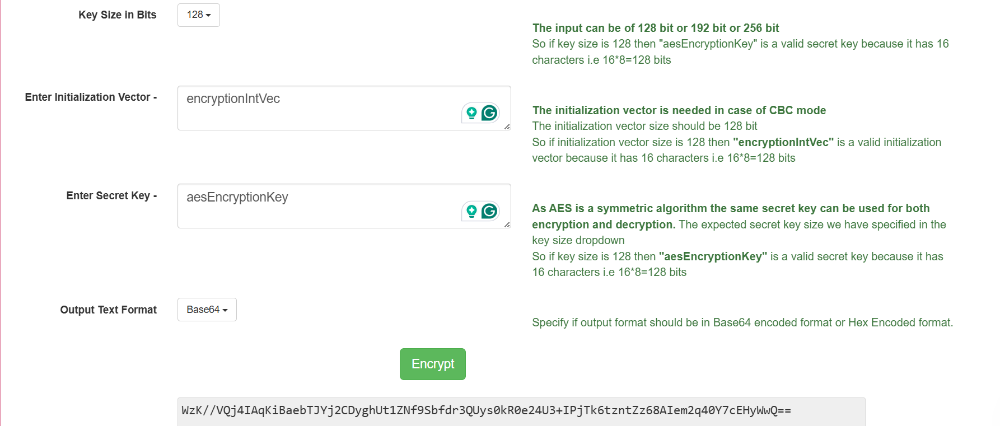 Key Size in Bits
128
The input can be of 128 bit or 192 bit or 256 bit
So if key size is 128 then "aesEncryptionKey" is a valid secret key because it has 16
characters i.e 16*8=128 bits
Enter Initialization Vector -
encryptionIntVec
The initialization vector is needed in case of CBC mode
The initialization vector size should be 128 bit
So if initialization vector size is 128 then "encryptionIntVec" is a valid initialization
vector because it has 16 characters i.e 16*8=128 bits
Enter Secret Key -
aesEncryptionKey
As AES is a symmetric algorithm the same secret key can be used for both
encryption and decryption. The expected secret key size we have specified in the
key size dropdown
So if key size is 128 then "aesEncryptionKey" is a valid secret key because it has
16 characters i.e 16*8=128 bits
Output Text Format
Base64
Specify if output format should be in Base64 encoded format or Hex Encoded format.
Encrypt
WzK//VQj4IAqKiBaebTJYj2CDyghUt1ZNf9Sbfdr3QUys0kR0e24U3+IPjTk6tzntZz68AIem2q40Y7cEHyWwQ==